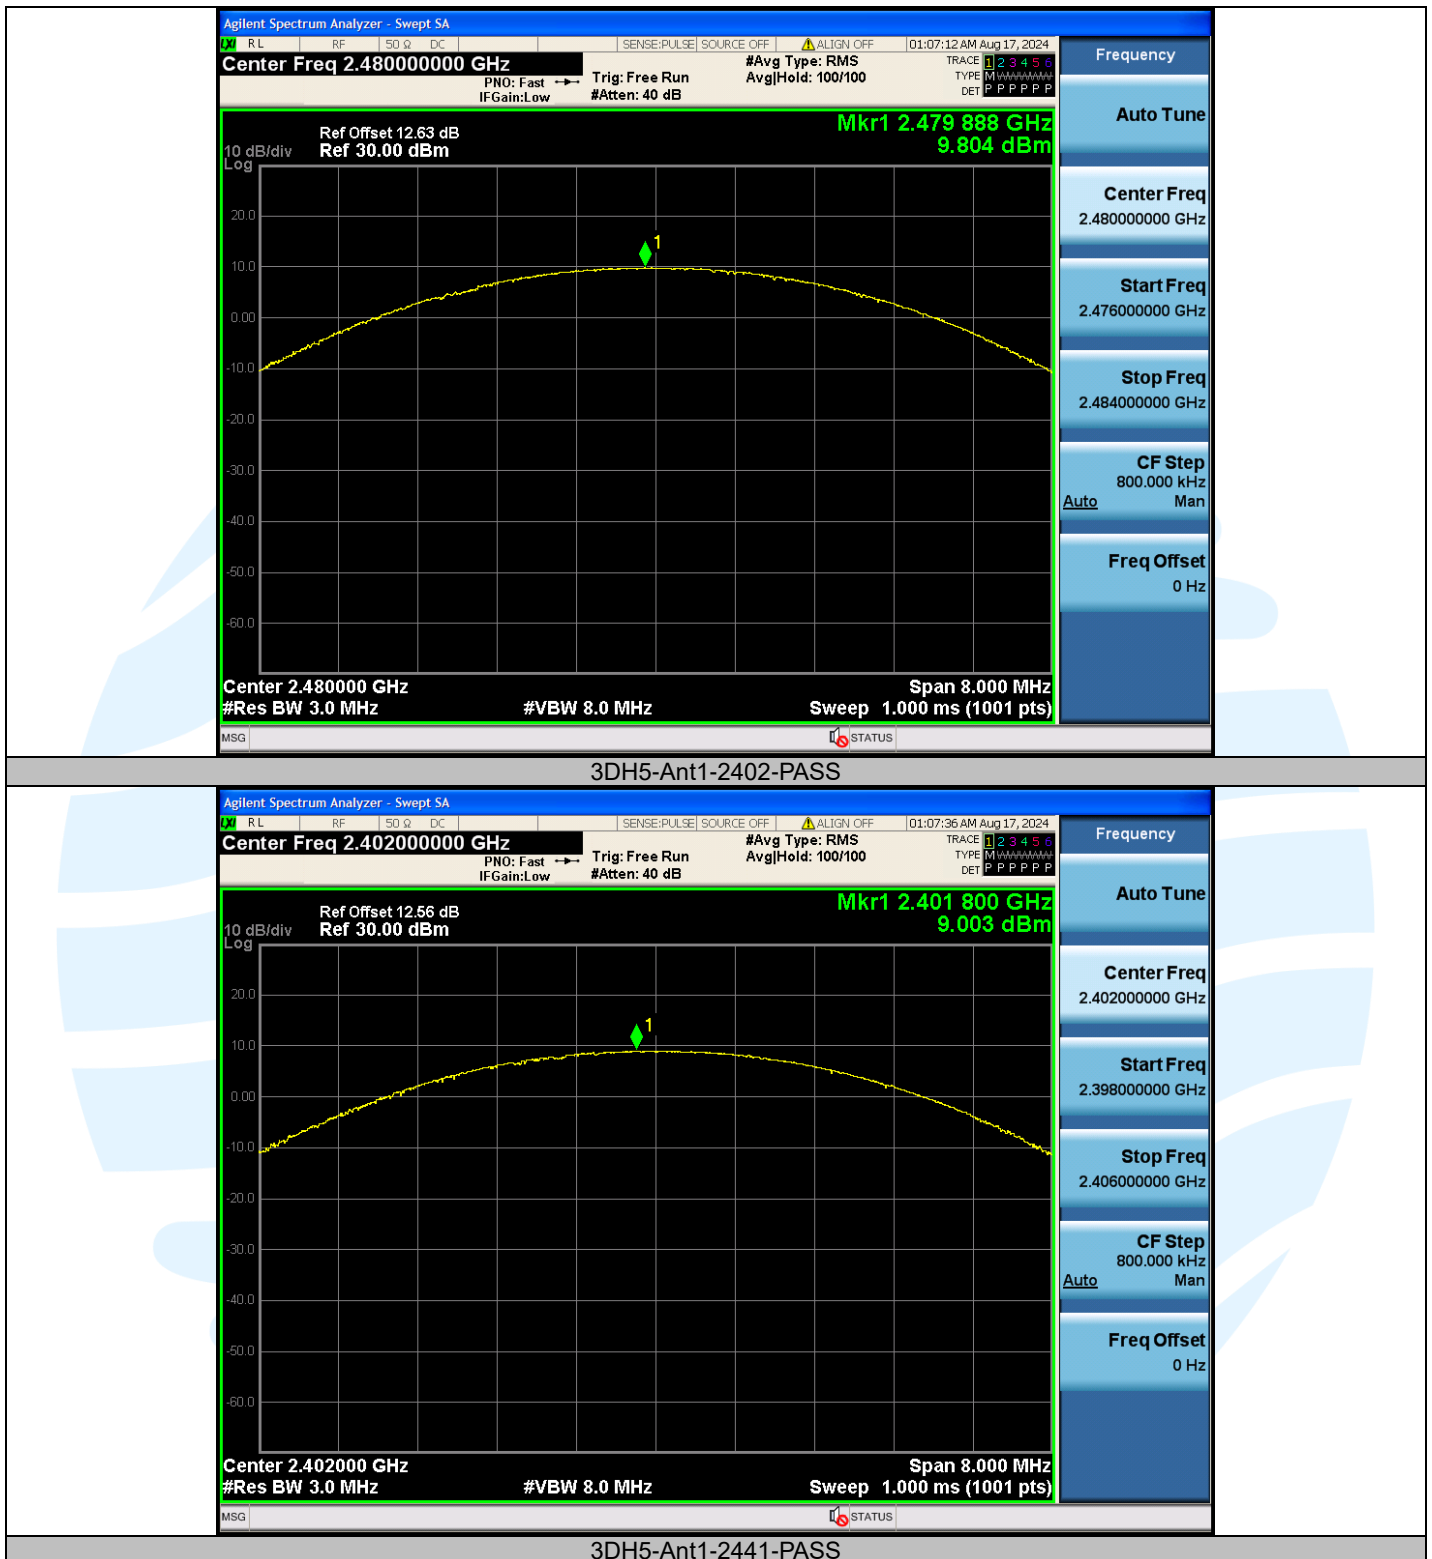 Agilent Spectrum Analyzer - Swept SA
LXI RL RF 50 Ω DC SENSE:PULSE SOURCE OFF ALIGN OFF 01:07:12 AM Aug 17, 2024
Center Freq 2.480000000 GHz
PNO: Fast
IFGain:Low
Trig: Free Run
#Atten: 40 dB
#Avg Type: RMS
Avg|Hold: 100/100
TRACE 1 2 3 4 5 6
TYPE M WWWWW
DET P P P P P P
Ref Offset 12.63 dB
10 dB/div Ref 30.00 dBm
Log
Mkr1 2.479 888 GHz
9.804 dBm
1
20.0
10.0
0.00
-10.0
-20.0
-30.0
-40.0
-50.0
-60.0
Center 2.480000 GHz Span 8.000 MHz
#Res BW 3.0 MHz #VBW 8.0 MHz Sweep 1.000 ms (1001 pts)
MSG STATUS
Frequency
Auto Tune
Center Freq
2.480000000 GHz
Start Freq
2.476000000 GHz
Stop Freq
2.484000000 GHz
CF Step
800.000 kHz
Auto Man
Freq Offset
0 Hz
3DH5-Ant1-2402-PASS
Agilent Spectrum Analyzer - Swept SA
LXI RL RF 50 Ω DC SENSE:PULSE SOURCE OFF ALIGN OFF 01:07:36 AM Aug 17, 2024
Center Freq 2.402000000 GHz
PNO: Fast
IFGain:Low
Trig: Free Run
#Atten: 40 dB
#Avg Type: RMS
Avg|Hold: 100/100
TRACE 1 2 3 4 5 6
TYPE M WWWWW
DET P P P P P P
Ref Offset 12.56 dB
10 dB/div Ref 30.00 dBm
Log
Mkr1 2.401 800 GHz
9.003 dBm
1
20.0
10.0
0.00
-10.0
-20.0
-30.0
-40.0
-50.0
-60.0
Center 2.402000 GHz Span 8.000 MHz
#Res BW 3.0 MHz #VBW 8.0 MHz Sweep 1.000 ms (1001 pts)
MSG STATUS
Frequency
Auto Tune
Center Freq
2.402000000 GHz
Start Freq
2.398000000 GHz
Stop Freq
2.406000000 GHz
CF Step
800.000 kHz
Auto Man
Freq Offset
0 Hz
3DH5-Ant1-2441-PASS